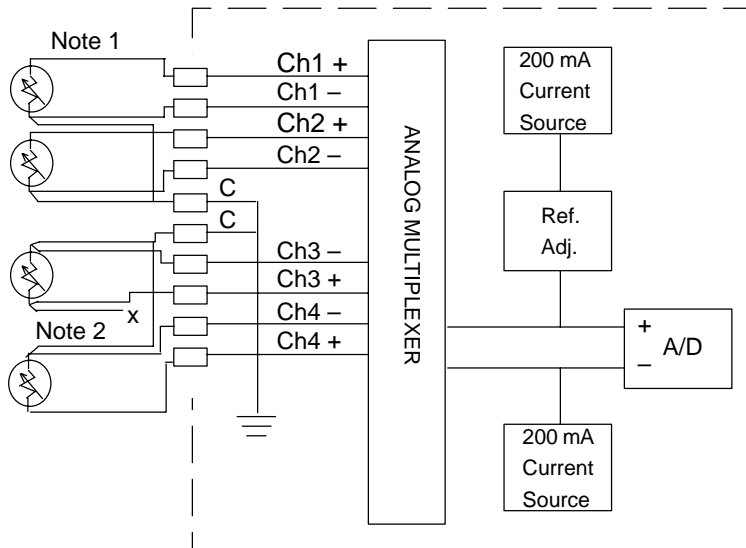 Note 1
Ch1 +
Ch1 –
Ch2 +
Ch2 –
C
C
Ch3 –
Ch3 +
x
Note 2
Ch4 –
Ch4 +
ANALOG MULTIPLEXER
200 mA
Current
Source
Ref.
Adj.
+
–
A/D
200 mA
Current
Source